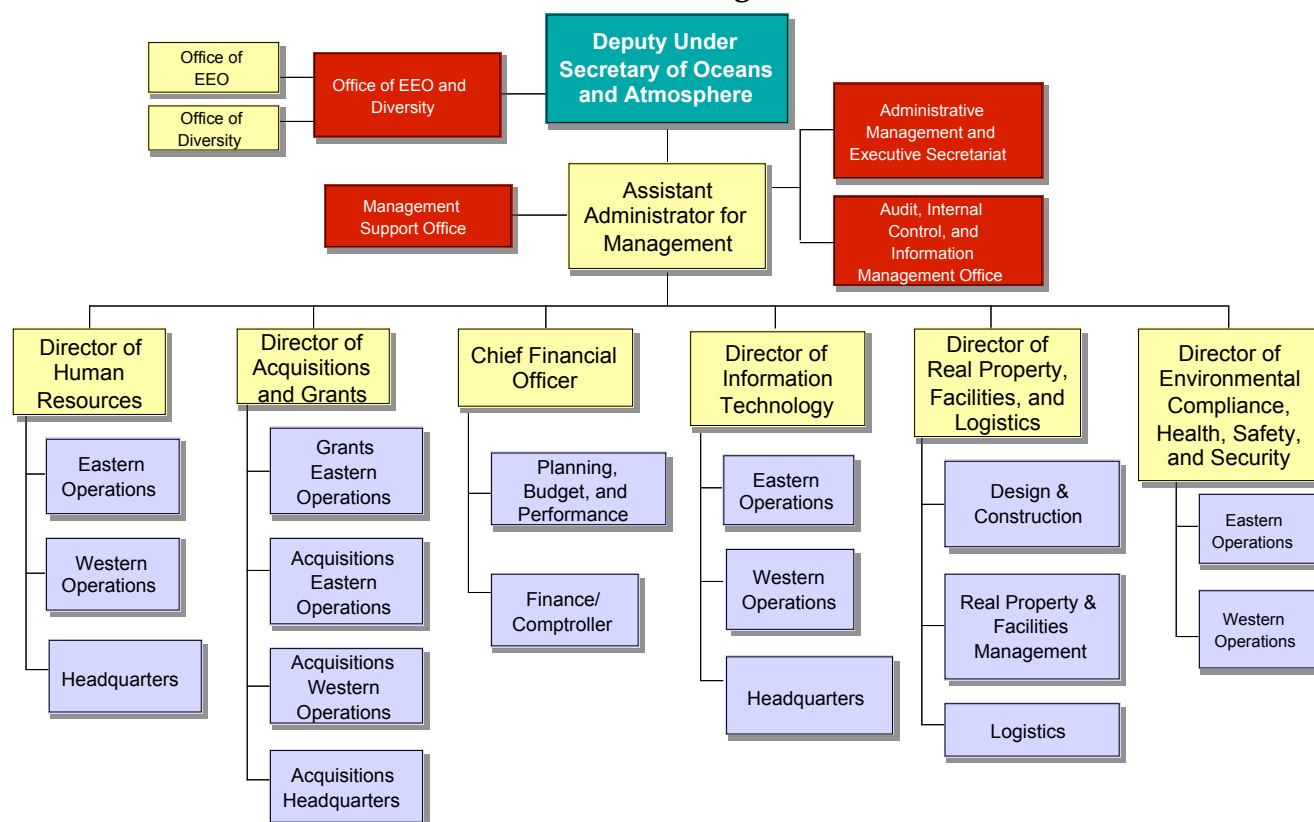 Deputy Under
Secretary of Oceans
and Atmosphere
Office of
EEO
Office of
Diversity
Office of EEO and
Diversity
Administrative
Management and
Executive Secretariat
Management
Support Office
Assistant
Administrator for
Management
Audit, Internal
Control, and
Information
Management Office
Director of
Human
Resources
Eastern
Operations
Western
Operations
Headquarters
Director of
Acquisitions
and Grants
Grants
Eastern
Operations
Acquisitions
Eastern
Operations
Acquisitions
Western
Operations
Acquisitions
Headquarters
Chief Financial
Officer
Planning,
Budget, and
Performance
Finance/
Comptroller
Director of
Information
Technology
Eastern
Operations
Western
Operations
Headquarters
Director of
Real Property,
Facilities, and
Logistics
Design &
Construction
Real Property &
Facilities
Management
Logistics
Director of
Environmental
Compliance,
Health, Safety,
and Security
Eastern
Operations
Western
Operations